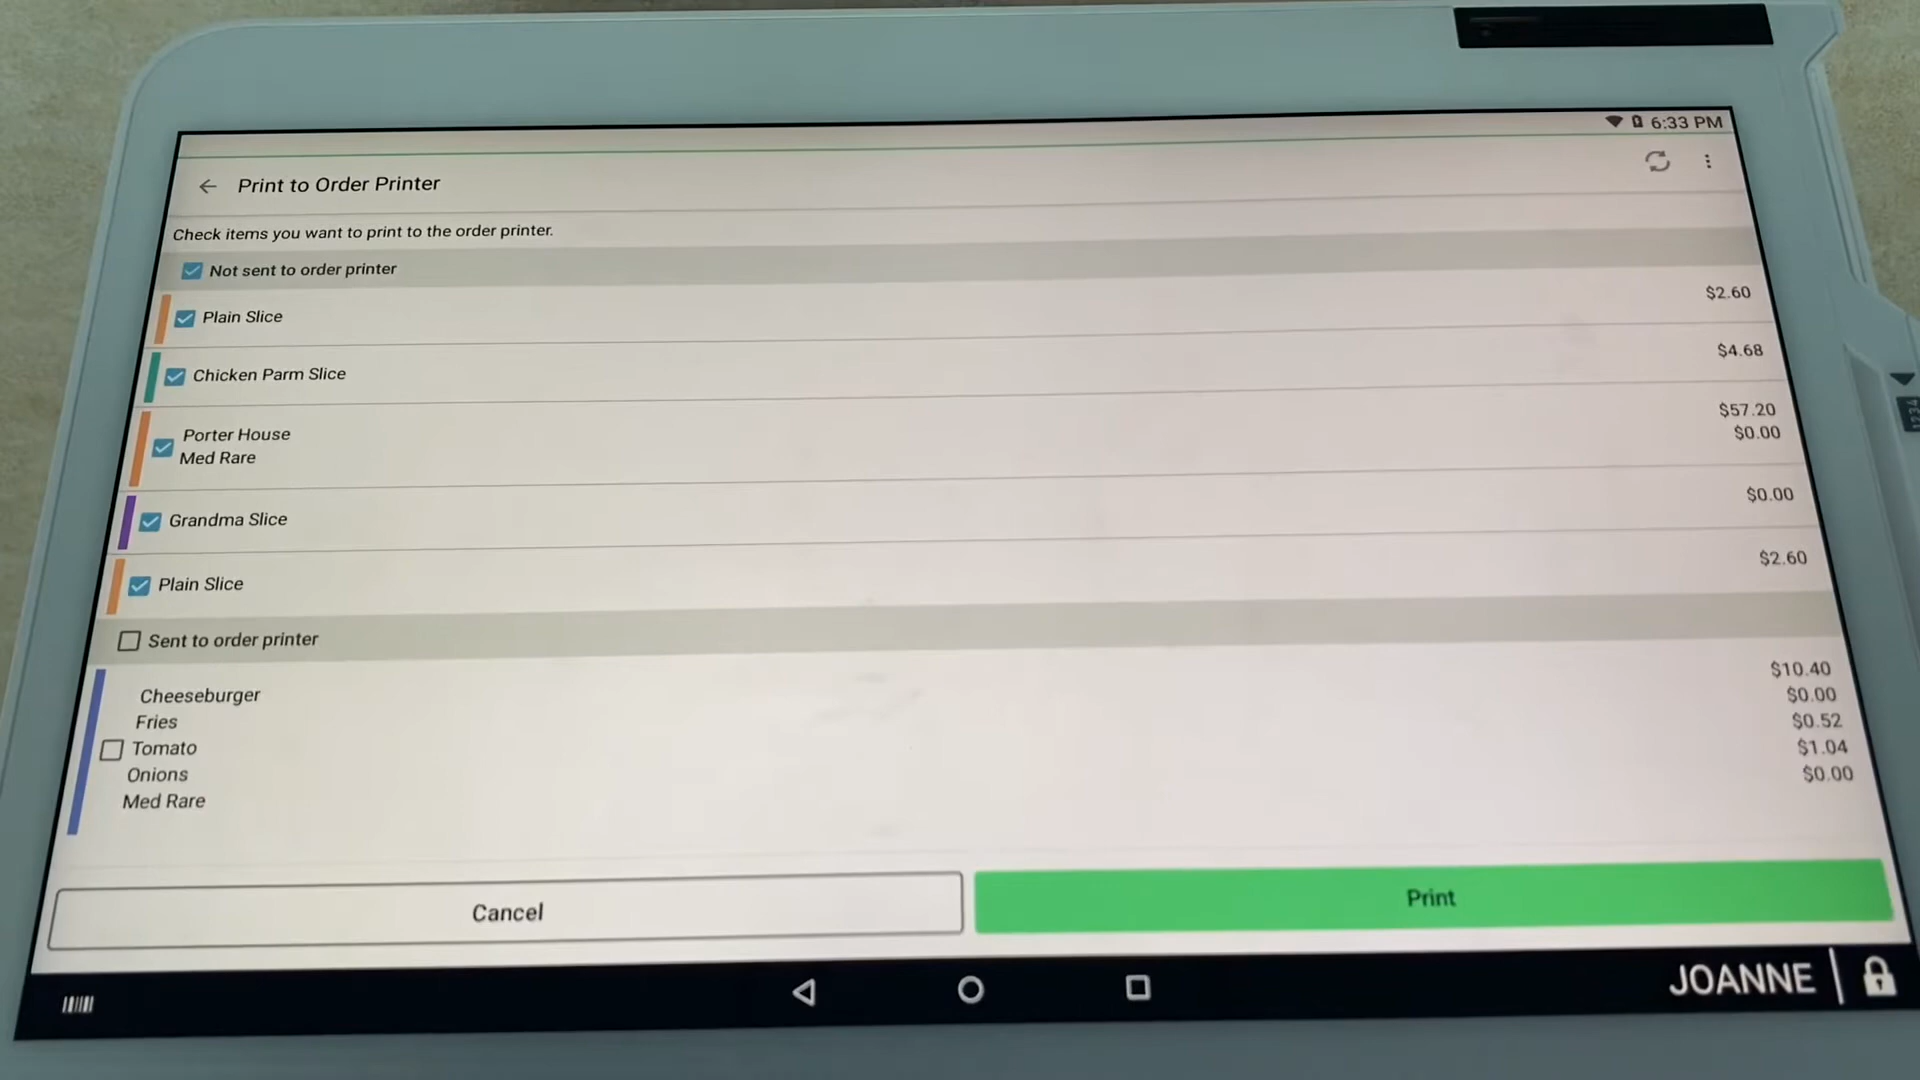 6:33 PM
Print to Order Printer
Check items you want to print to the order printer.
Not sent to order printer
Plain Slice $2.60
Chicken Parm Slice $4.68
Porter House $57.20
Med Rare $0.00
Grandma Slice $0.00
Plain Slice $2.60
Sent to order printer
Cheeseburger $10.40
Fries $0.00
Tomato $0.52
Onions $1.04
Med Rare $0.00
Cancel
Print
JOANNE
1234